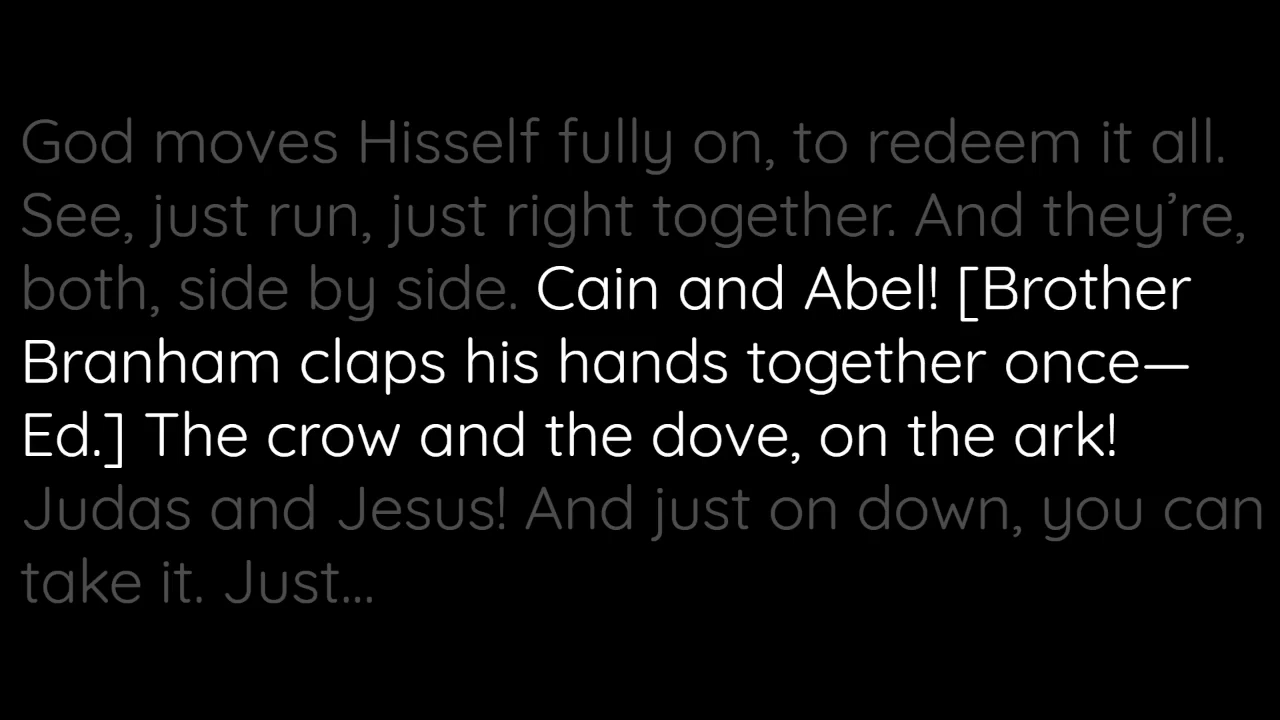 God moves Hisself fully on, to redeem it all.
See, just run, just right together. And they’re,
both, side by side. Cain and Abel! [Brother
Branham claps his hands together once—
Ed.] The crow and the dove, on the ark!
Judas and Jesus! And just on down, you can
take it. Just...